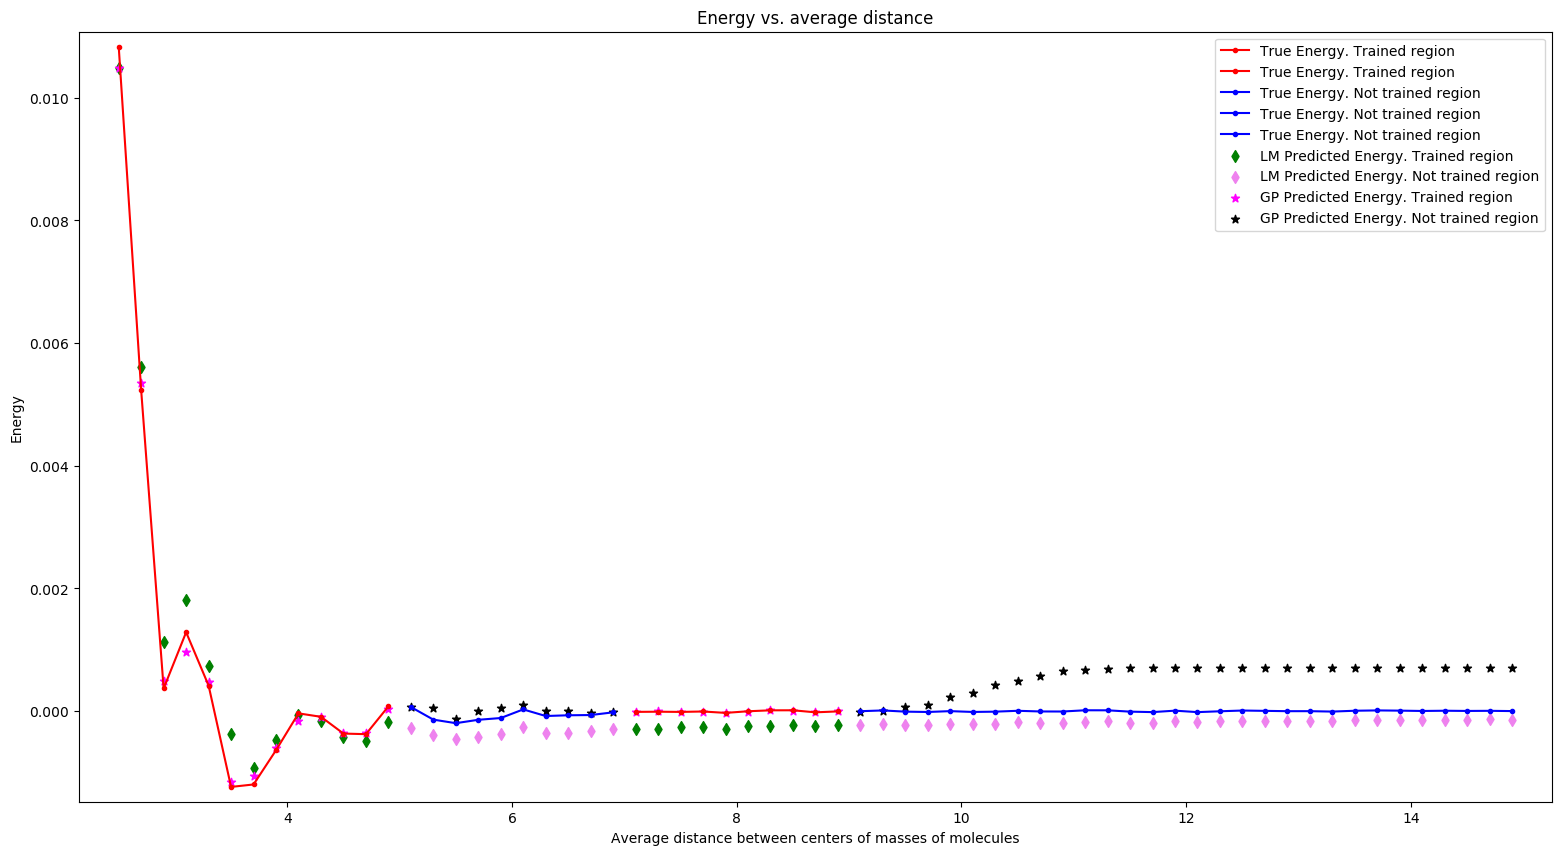 Energy vs. average distance
True Energy. Trained region
True Energy. Trained region
True Energy. Not trained region
True Energy. Not trained region
True Energy. Not trained region
LM Predicted Energy. Trained region
LM Predicted Energy. Not trained region
GP Predicted Energy. Trained region
GP Predicted Energy. Not trained region
Energy
0.010
0.008
0.006
0.004
0.002
0.000
4 6 8 10 12 14
Average distance between centers of masses of molecules